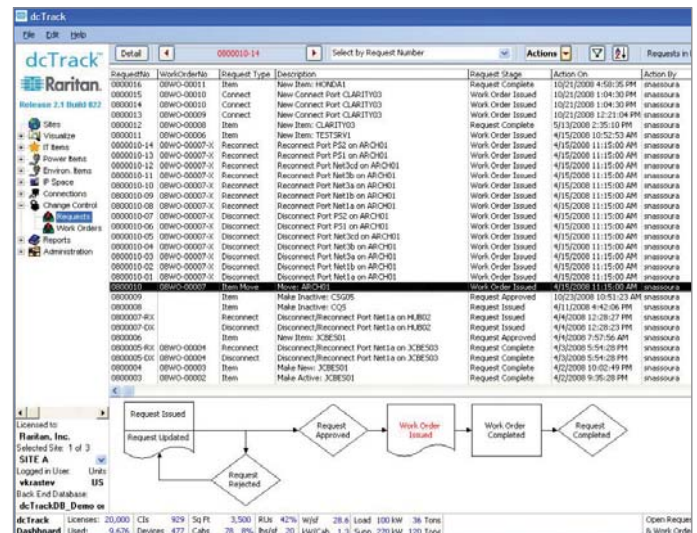 dcTrack
File Edit Help
dcTrack™
Raritan.
Release 2.1 Build 822
Sites
Visualize
IT Items
Power Items
Environ. Items
IP Space
Connections
Change Control
Requests
Work Orders
Reports
Administration
Detail 0800010-14 Select by Request Number Actions Requests in
RequestNo WorkOrderNo Request Type Description Request Stage Action On Action By
0800016 08WO-00011 Item New Item: HONDA1 Request Complete 10/21/2008 4:50:35 PM snassoura
0800015 08WO-00010 Connect New Connect Port CLARITY03 Work Order Issued 10/21/2008 1:04:30 PM snassoura
0800014 08WO-00010 Connect New Connect Port CLARITY03 Work Order Issued 10/21/2008 1:04:30 PM snassoura
0800013 08WO-00009 Connect New Connect Port CLARITY03 Work Order Issued 10/21/2008 12:21:04 PM snassoura
0800012 08WO-00008 Item New Item: CLARITY03 Request Complete 5/13/2008 2:35:10 PM snassoura
0800011 08WO-00006 Item New Item: TESTSRV1 Work Order Issued 4/15/2008 10:52:53 AM snassoura
0800010-14 08WO-00007-X Reconnect Reconnect Port PS2 on ARCH01 Work Order Issued 4/15/2008 11:15:00 AM snassoura
0800010-13 08WO-00007-X Reconnect Reconnect Port PS1 on ARCH01 Work Order Issued 4/15/2008 11:15:00 AM snassoura
0800010-12 08WO-00007-X Reconnect Reconnect Port Net3cd on ARCH01 Work Order Issued 4/15/2008 11:15:00 AM snassoura
0800010-11 08WO-00007-X Reconnect Reconnect Port Net3b on ARCH01 Work Order Issued 4/15/2008 11:15:00 AM snassoura
0800010-10 08WO-00007-X Reconnect Reconnect Port Net3a on ARCH01 Work Order Issued 4/15/2008 11:15:00 AM snassoura
0800010-09 08WO-00007-X Reconnect Reconnect Port Net1b on ARCH01 Work Order Issued 4/15/2008 11:15:00 AM snassoura
0800010-08 08WO-00007-X Reconnect Reconnect Port Net1a on ARCH01 Work Order Issued 4/15/2008 11:15:00 AM snassoura
0800010-07 08WO-00007-X Disconnect Disconnect Port PS2 on ARCH01 Work Order Issued 4/15/2008 11:15:00 AM snassoura
0800010-06 08WO-00007-X Disconnect Disconnect Port PS1 on ARCH01 Work Order Issued 4/15/2008 11:15:00 AM snassoura
0800010-05 08WO-00007-X Disconnect Disconnect Port Net3cd on ARCH01 Work Order Issued 4/15/2008 11:15:00 AM snassoura
0800010-04 08WO-00007-X Disconnect Disconnect Port Net3b on ARCH01 Work Order Issued 4/15/2008 11:15:00 AM snassoura
0800010-03 08WO-00007-X Disconnect Disconnect Port Net3a on ARCH01 Work Order Issued 4/15/2008 11:15:00 AM snassoura
0800010-02 08WO-00007-X Disconnect Disconnect Port Net1b on ARCH01 Work Order Issued 4/15/2008 11:15:00 AM snassoura
0800010-01 08WO-00007-X Disconnect Disconnect Port Net1a on ARCH01 Work Order Issued 4/15/2008 11:15:00 AM snassoura
0800010 08WO-00007 Item Move Move: ARCH01 Work Order Issued 4/15/2008 11:15:00 AM snassoura
0800009 Item Make Inactive: CSG05 Request Approved 10/23/2008 10:51:23 AM snassoura
0800008 Item Make Inactive: CQS Request Issued 4/11/2008 4:42:06 PM snassoura
0800007-RX Reconnect Disconnect/Reconnect Port Net1a on HUB02 Request Issued 4/4/2008 12:28:27 PM snassoura
0800007-DX Disconnect Disconnect/Reconnect Port Net1a on HUB02 Request Issued 4/4/2008 12:28:23 PM snassoura
0800006 Item New Item: JCBES01 Request Approved 4/4/2008 7:57:56 AM snassoura
0800005-RX 08WO-00004 Reconnect Disconnect/Reconnect Port Net1a on JCBES03 Request Complete 4/3/2008 5:54:28 PM snassoura
0800005-DX 08WO-00004 Disconnect Disconnect/Reconnect Port Net1a on JCBES03 Request Complete 4/3/2008 5:54:28 PM snassoura
0800004 08WO-00003 Item Make New: JCBES01 Request Complete 4/2/2008 10:02:49 PM snassoura
0800003 08WO-00002 Item Make Active: JCBES01 Request Complete 4/2/2008 9:35:28 PM snassoura
Request Issued
Request Updated
Request Rejected
Request Approved
Work Order Issued
Work Order Completed
Request Completed
Licensed to:
Raritan, Inc.
Selected Site: 1 of 3
SITE A
Logged in User: Units
vkrastev US
Back End Database:
dcTrackDB_Demo on
dcTrack Licenses: 20,000 CIs 929 Sq Ft 3,500 RUs 42% W/sf 28.6 Load 100 kW 36 Tons Open Reques
Dashboard Used: 9,676 Devices 477 Cabs 78 8% lbs/sf 20 kW/Cab 1.3 Supp 270 kW 120 Tons & Work Orde